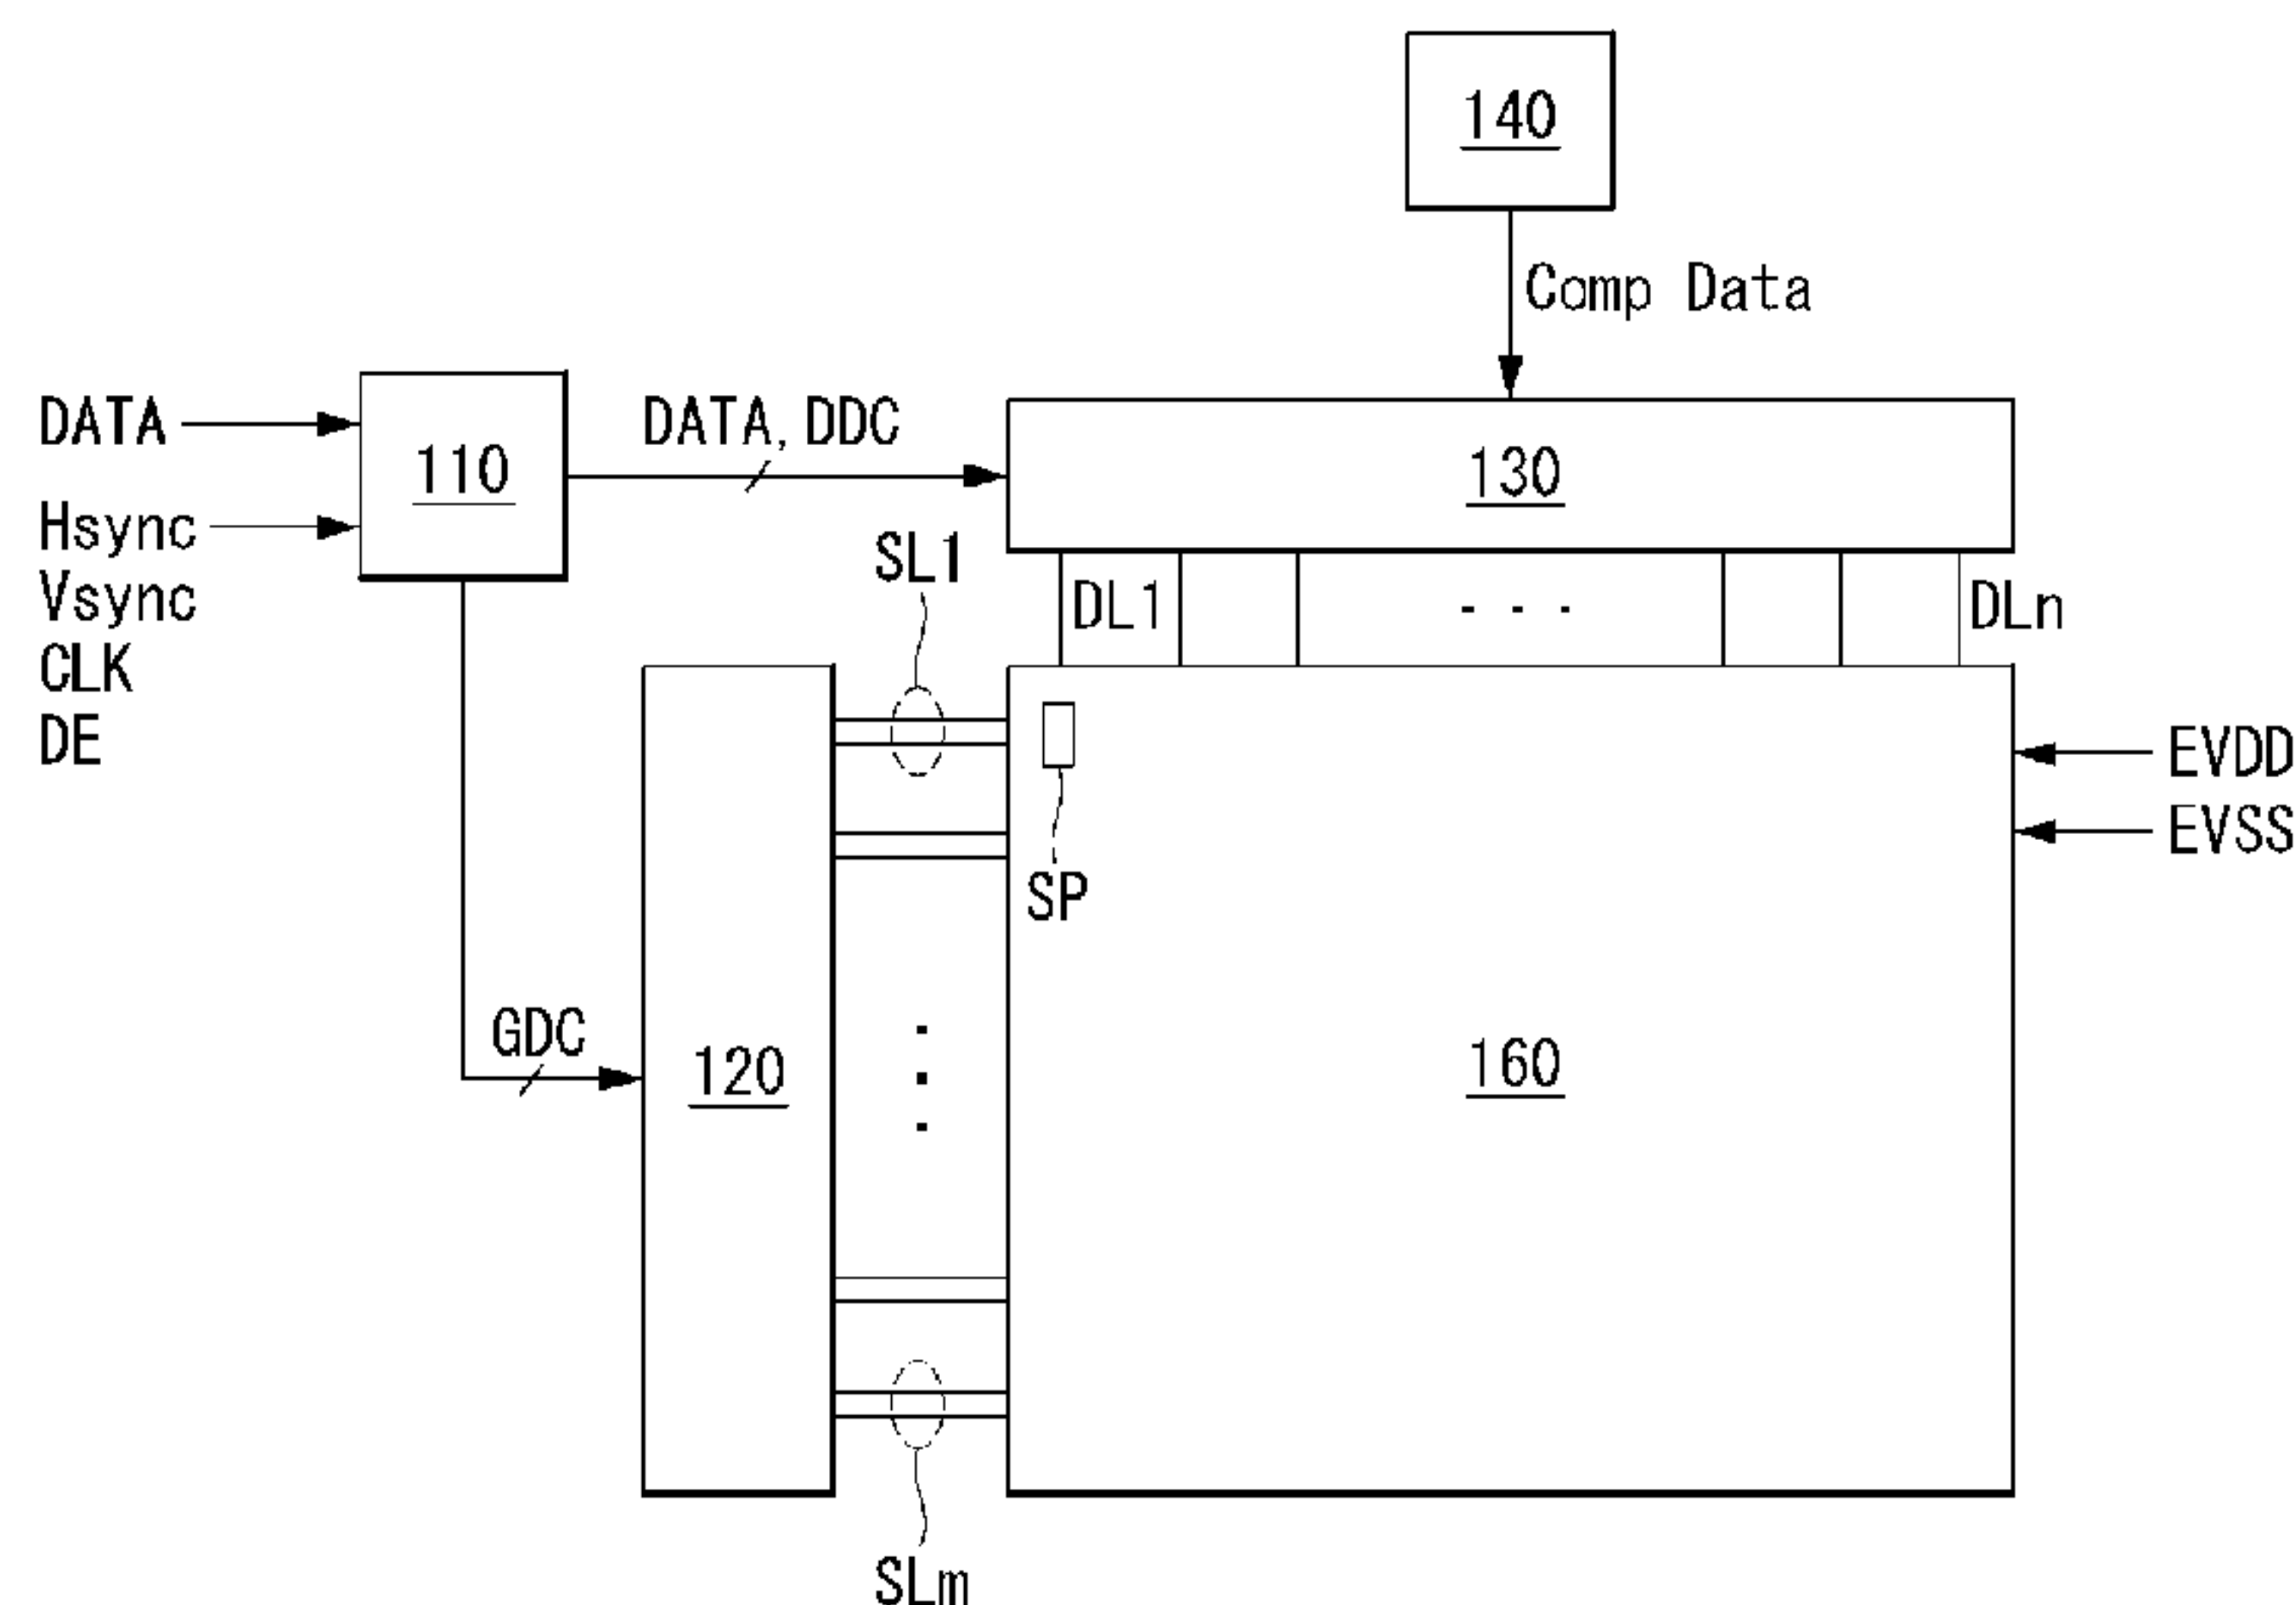 140
Comp Data
DATA
110
DATA, DDC
130
Hsync
Vsync
CLK
DE
SL1
DL1
. . .
DLn
EVDD
EVSS
SP
GDC
120
160
SLm